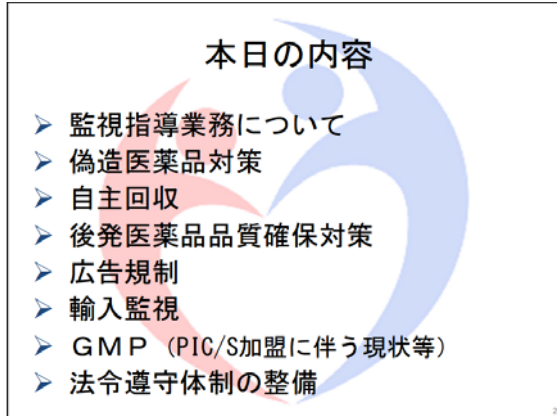 本日の内容
➢ 監視指導業務について
➢ 偽造医薬品対策
➢ 自主回収
➢ 後発医薬品品質確保対策
➢ 広告規制
➢ 輸入監視
➢ ＧＭＰ（PIC/S加盟に伴う現状等）
➢ 法令遵守体制の整備
2